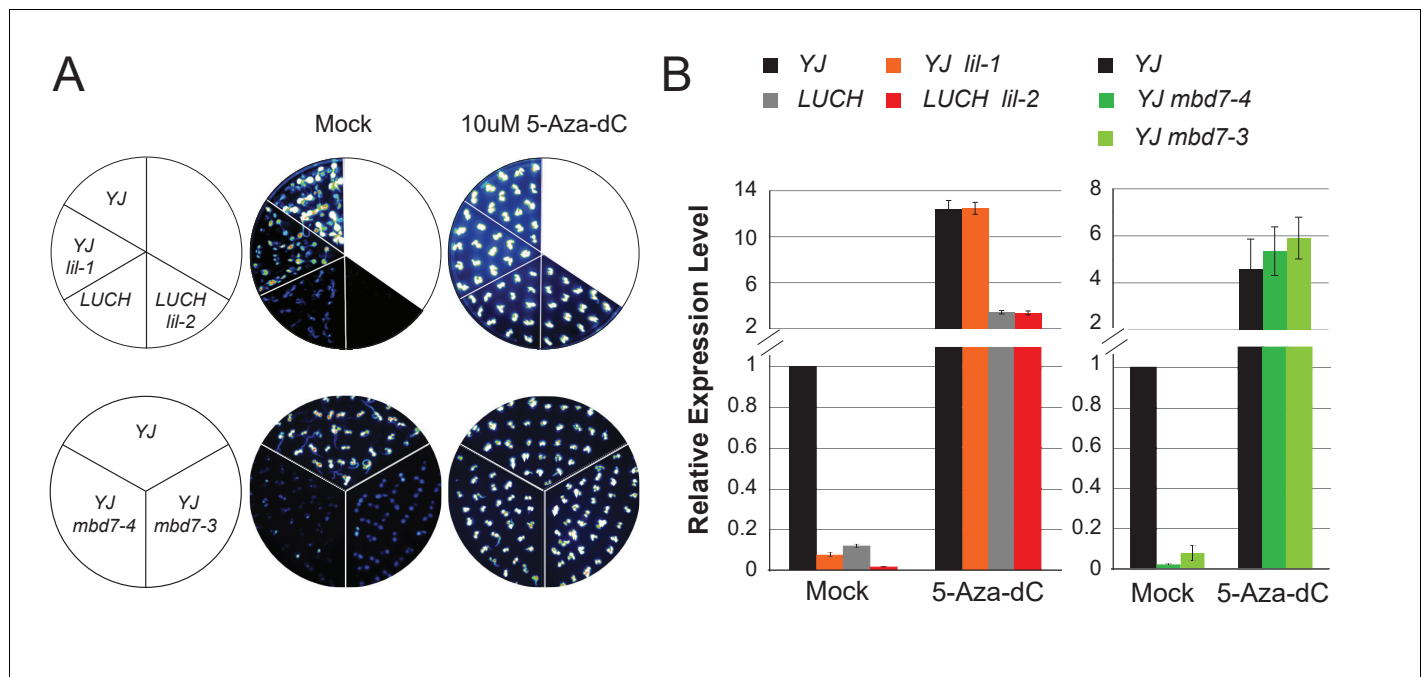 A
Mock
10uM 5-Aza-dC
YJ
YJ
lil-1
LUCH
LUCH
lil-2
YJ
YJ
mbd7-4
YJ
mbd7-3
B
YJ
YJ lil-1
LUCH
LUCH lil-2
YJ
YJ mbd7-4
YJ mbd7-3
Relative Expression Level
14
10
6
2
1
0.8
0.6
0.4
0.2
0
Mock
5-Aza-dC
8
6
4
2
1
0.8
0.6
0.4
0.2
0
Mock
5-Aza-dC